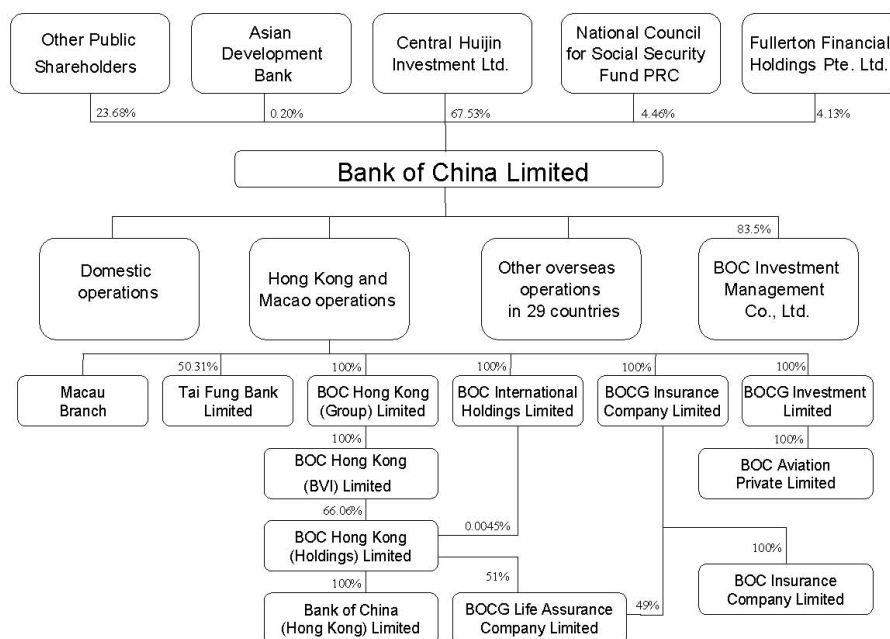 Other Public
Shareholders
Asian
Development
Bank
Central Huijin
Investment Ltd.
National Council
for Social Security
Fund PRC
Fullerton Financial
Holdings Pte. Ltd.
23.68%
0.20%
67.53%
4.46%
4.13%
Bank of China Limited
83.5%
Domestic
operations
Hong Kong and
Macao operations
Other overseas
operations
in 29 countries
BOC Investment
Management
Co., Ltd.
50.31%
100%
100%
100%
100%
Macau
Branch
Tai Fung Bank
Limited
BOC Hong Kong
(Group) Limited
BOC International
Holdings Limited
BOCG Insurance
Company Limited
BOCG Investment
Limited
100%
100%
BOC Hong Kong
(BVI) Limited
BOC Aviation
Private Limited
66.06%
0.0045%
BOC Hong Kong
(Holdings) Limited
100%
100%
51%
BOC Insurance
Company Limited
Bank of China
(Hong Kong) Limited
BOCG Life Assurance
Company Limited
49%